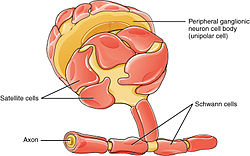 Peripheral ganglionic
neuron cell body
(unipolar cell)
Satellite cells
Schwann cells
Axon